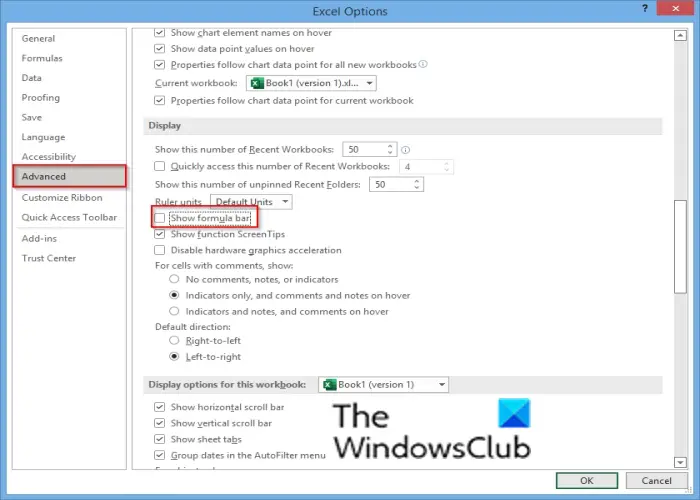 Excel Options
?
General
Formulas
Data
Proofing
Save
Language
Accessibility
Advanced
Customize Ribbon
Quick Access Toolbar
Add-ins
Trust Center
Show chart element names on hover
Show data point values on hover
Properties follow chart data point for all new workbooks
Current workbook: Book1 (version 1).xl...
Properties follow chart data point for current workbook
Display
Show this number of Recent Workbooks: 50
Quickly access this number of Recent Workbooks: 4
Show this number of unpinned Recent Folders: 50
Ruler units Default Units
Show formula bar
Show function ScreenTips
Disable hardware graphics acceleration
For cells with comments, show:
No comments, notes, or indicators
Indicators only, and comments and notes on hover
Indicators and notes, and comments on hover
Default direction:
Right-to-left
Left-to-right
Display options for this workbook: Book1 (version 1)
Show horizontal scroll bar
Show vertical scroll bar
Show sheet tabs
Group dates in the AutoFilter menu
The
WindowsClub
OK Cancel